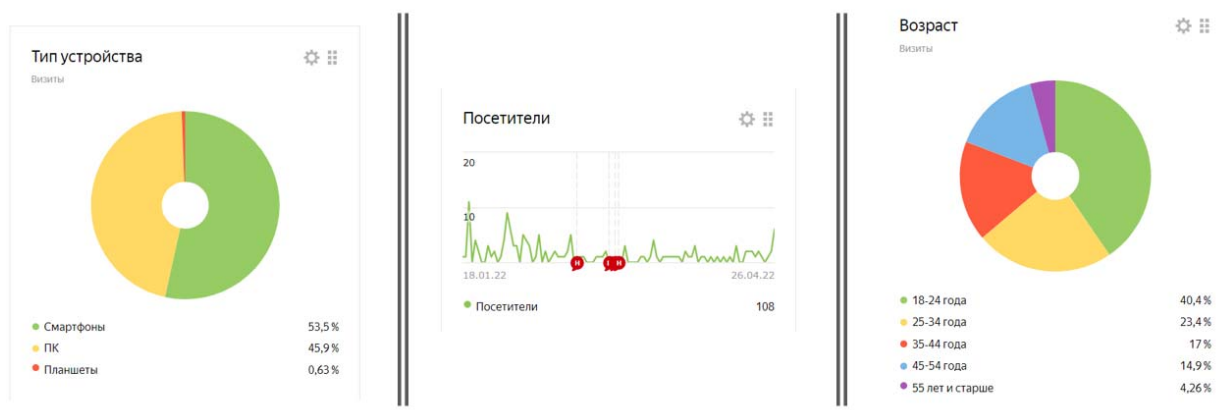 Тип устройства
Визиты
Смартфоны 53,5 %
ПК 45,9 %
Планшеты 0,63 %
Посетители
20
10
Н I Н
18.01.22 26.04.22
Посетители 108
Возраст
Визиты
18-24 года 40,4 %
25-34 года 23,4 %
35-44 года 17 %
45-54 года 14,9 %
55 лет и старше 4,26 %